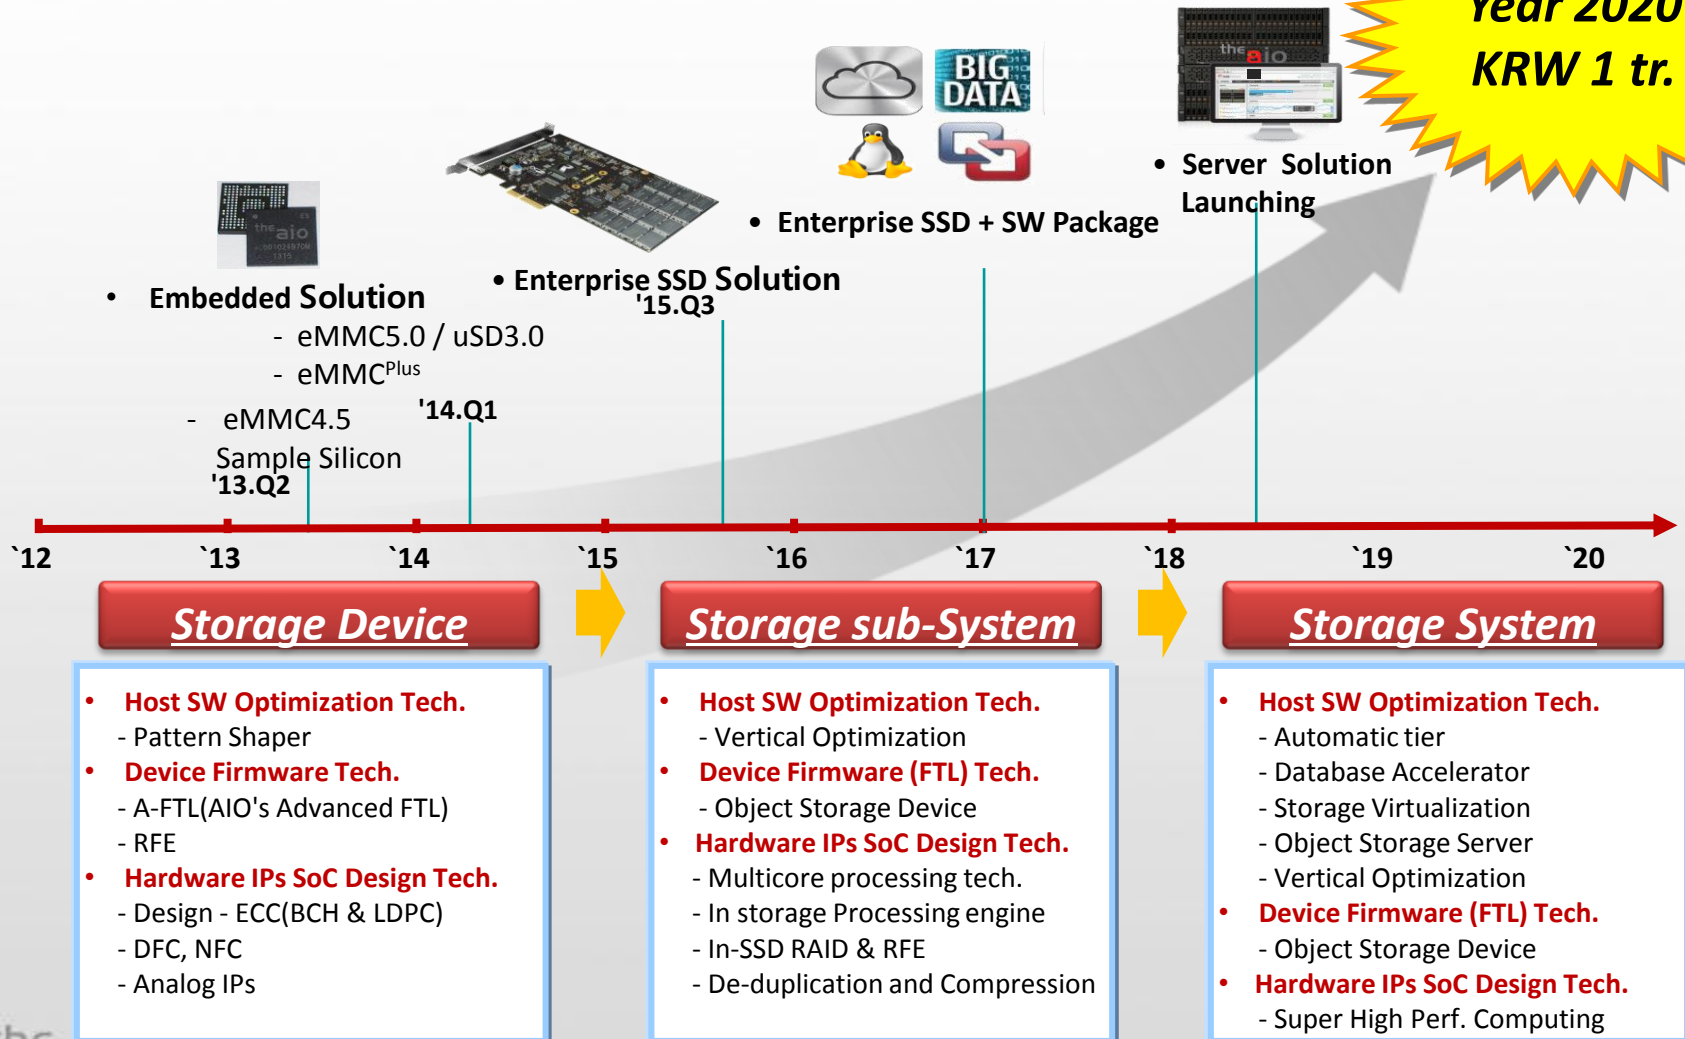 Year 2020
KRW 1 tr.
the aio
BIG
DATA
• Server Solution
Launching
• Enterprise SSD + SW Package
the aio
• Enterprise SSD Solution
'15.Q3
• Embedded Solution
- eMMC5.0 / uSD3.0
- eMMCPlus
'14.Q1
- eMMC4.5
Sample Silicon
'13.Q2
`12 `13 `14 `15 `16 `17 `18 `19 `20
Storage Device
• Host SW Optimization Tech.
- Pattern Shaper
• Device Firmware Tech.
- A-FTL(AIO's Advanced FTL)
- RFE
• Hardware IPs SoC Design Tech.
- Design - ECC(BCH & LDPC)
- DFC, NFC
- Analog IPs
Storage sub-System
• Host SW Optimization Tech.
- Vertical Optimization
• Device Firmware (FTL) Tech.
- Object Storage Device
• Hardware IPs SoC Design Tech.
- Multicore processing tech.
- In storage Processing engine
- In-SSD RAID & RFE
- De-duplication and Compression
Storage System
• Host SW Optimization Tech.
- Automatic tier
- Database Accelerator
- Storage Virtualization
- Object Storage Server
- Vertical Optimization
• Device Firmware (FTL) Tech.
- Object Storage Device
• Hardware IPs SoC Design Tech.
- Super High Perf. Computing